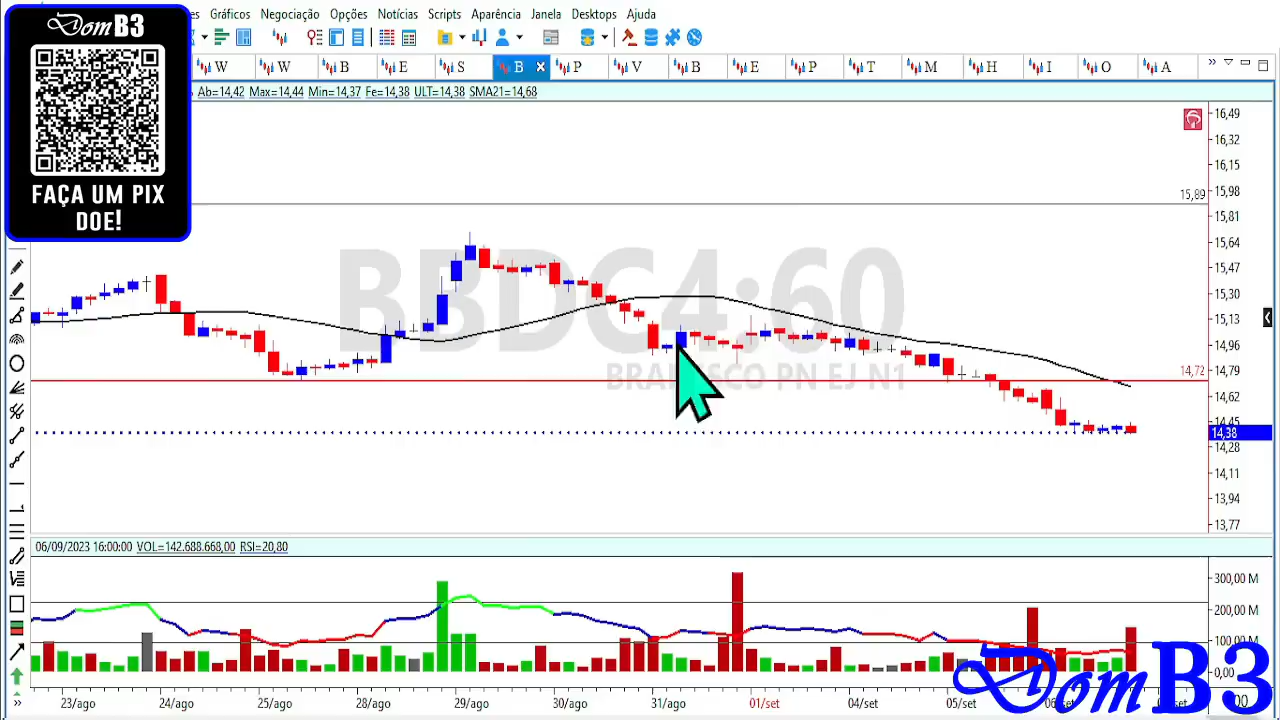 DomB3
FAÇA UM PIX
DOE!
Gráficos Negociação Opções Notícias Scripts Aparência Janela Desktops Ajuda
W W B E S B P V B E P T M H I O A
Ab=14,42 Max=14,44 Min=14,37 Fe=14,38 ULT=14,38 SMA21=14,68
BBDC4:60
BRADESCO PN EJ N1
15,89
14,72
16,49
16,32
16,15
15,98
15,81
15,64
15,47
15,30
15,13
14,96
14,79
14,62
14,45
14,38
14,28
14,11
13,94
13,77
06/09/2023 16:00:00 VOL=142.688.668,00 RSI=20,80
300,00 M
200,00 M
100,00 M
0,00
23/ago 24/ago 25/ago 28/ago 29/ago 30/ago 31/ago 01/set 04/set 05/set
DomB3